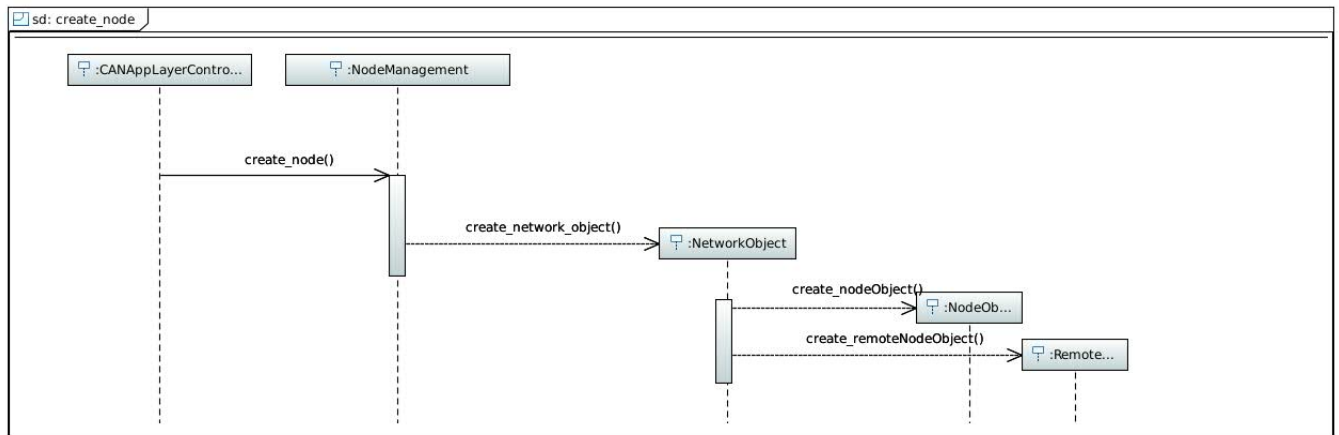 sd: create_node
:CANAppLayerContro...
:NodeManagement
create_node()
create_network_object()
:NetworkObject
create_nodeObject()
:NodeOb...
create_remoteNodeObject()
:Remote...